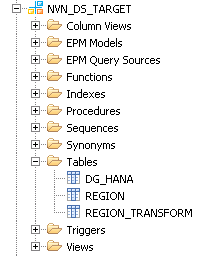 NVN_DS_TARGET
Column Views
EPM Models
EPM Query Sources
Functions
Indexes
Procedures
Sequences
Synonyms
Tables
DG_HANA
REGION
REGION_TRANSFORM
Triggers
Views